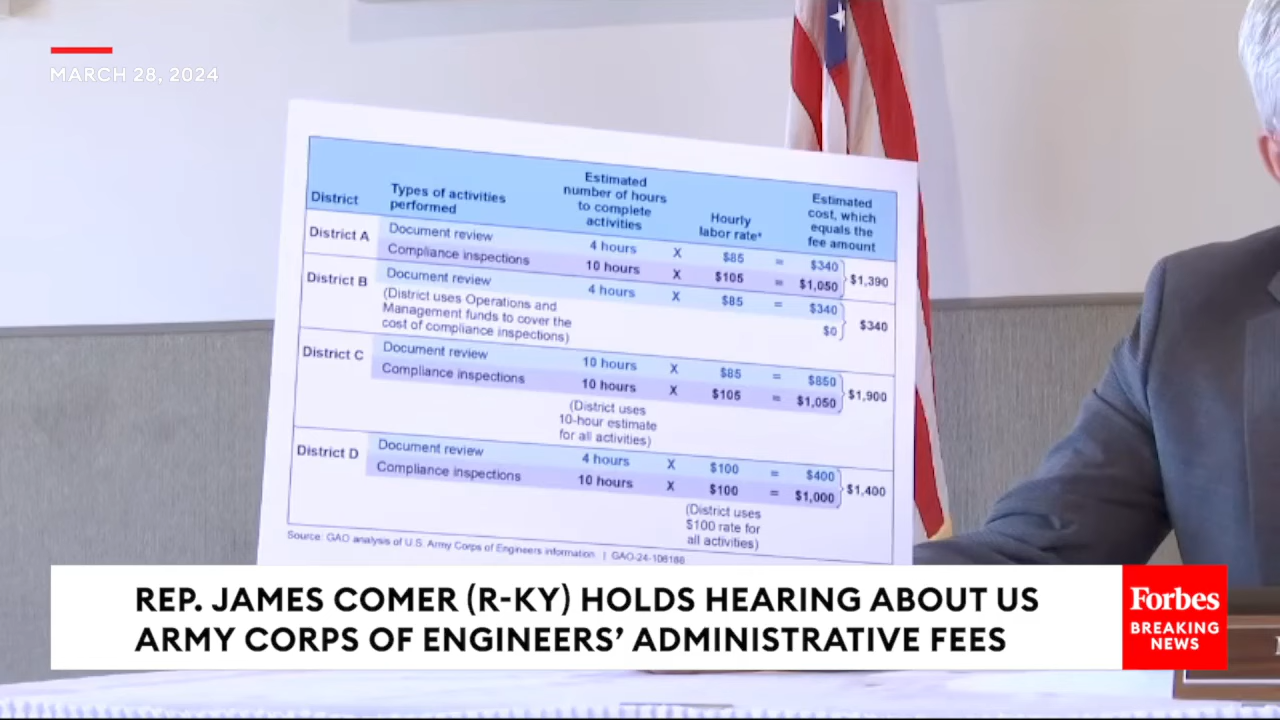 MARCH 28, 2024
District
Types of activities
performed
Estimated
number of hours
to complete
activities
Hourly
labor rate*
Estimated
cost, which
equals the
fee amount
District A
Document review 4 hours X $85 = $340
Compliance inspections 10 hours X $105 = $1,050
$1,390
District B
Document review 4 hours X $85 = $340
(District uses Operations and
Management funds to cover the
cost of compliance inspections)
$0
$340
District C
Document review 10 hours X $85 = $850
Compliance inspections 10 hours X $105 = $1,050
$1,900
(District uses
10-hour estimate
for all activities)
District D
Document review 4 hours X $100 = $400
Compliance inspections 10 hours X $100 = $1,000
$1,400
(District uses
$100 rate for
all activities)
Source: GAO analysis of U.S. Army Corps of Engineers information. | GAO-24-106186
REP. JAMES COMER (R-KY) HOLDS HEARING ABOUT US
ARMY CORPS OF ENGINEERS' ADMINISTRATIVE FEES
Forbes
BREAKING
NEWS